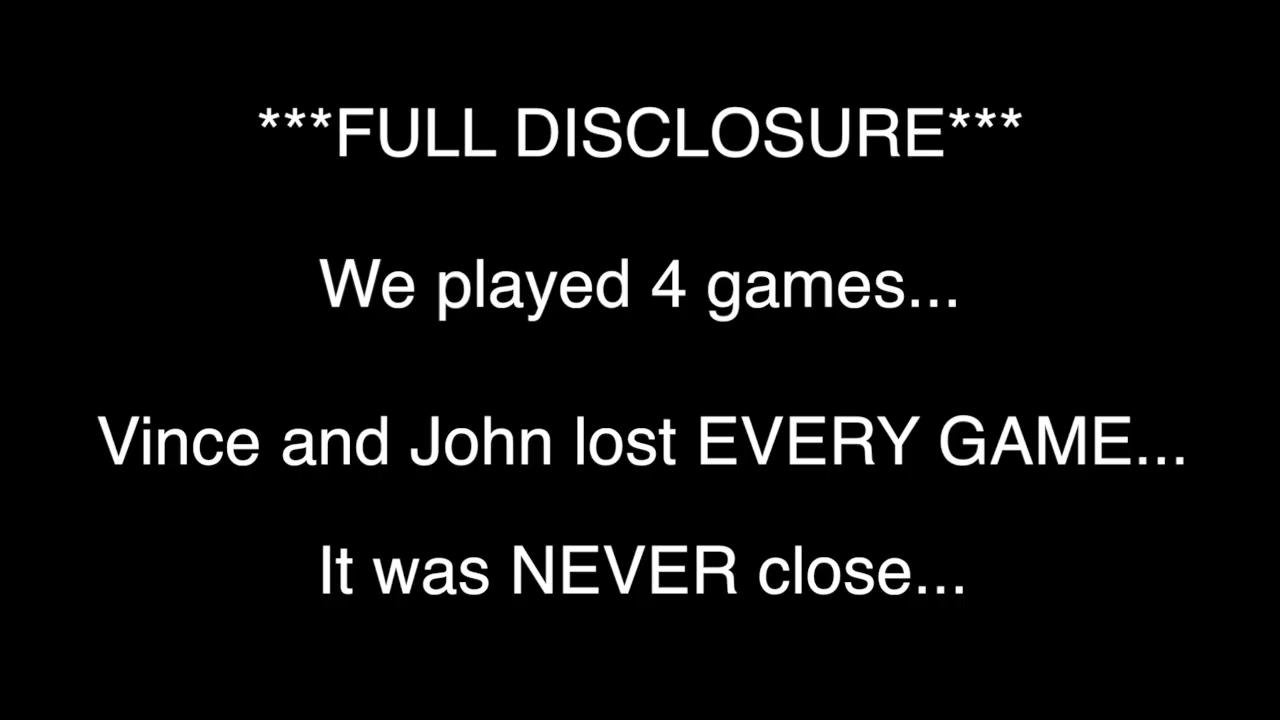 ***FULL DISCLOSURE***
We played 4 games...
Vince and John lost EVERY GAME...
It was NEVER close...